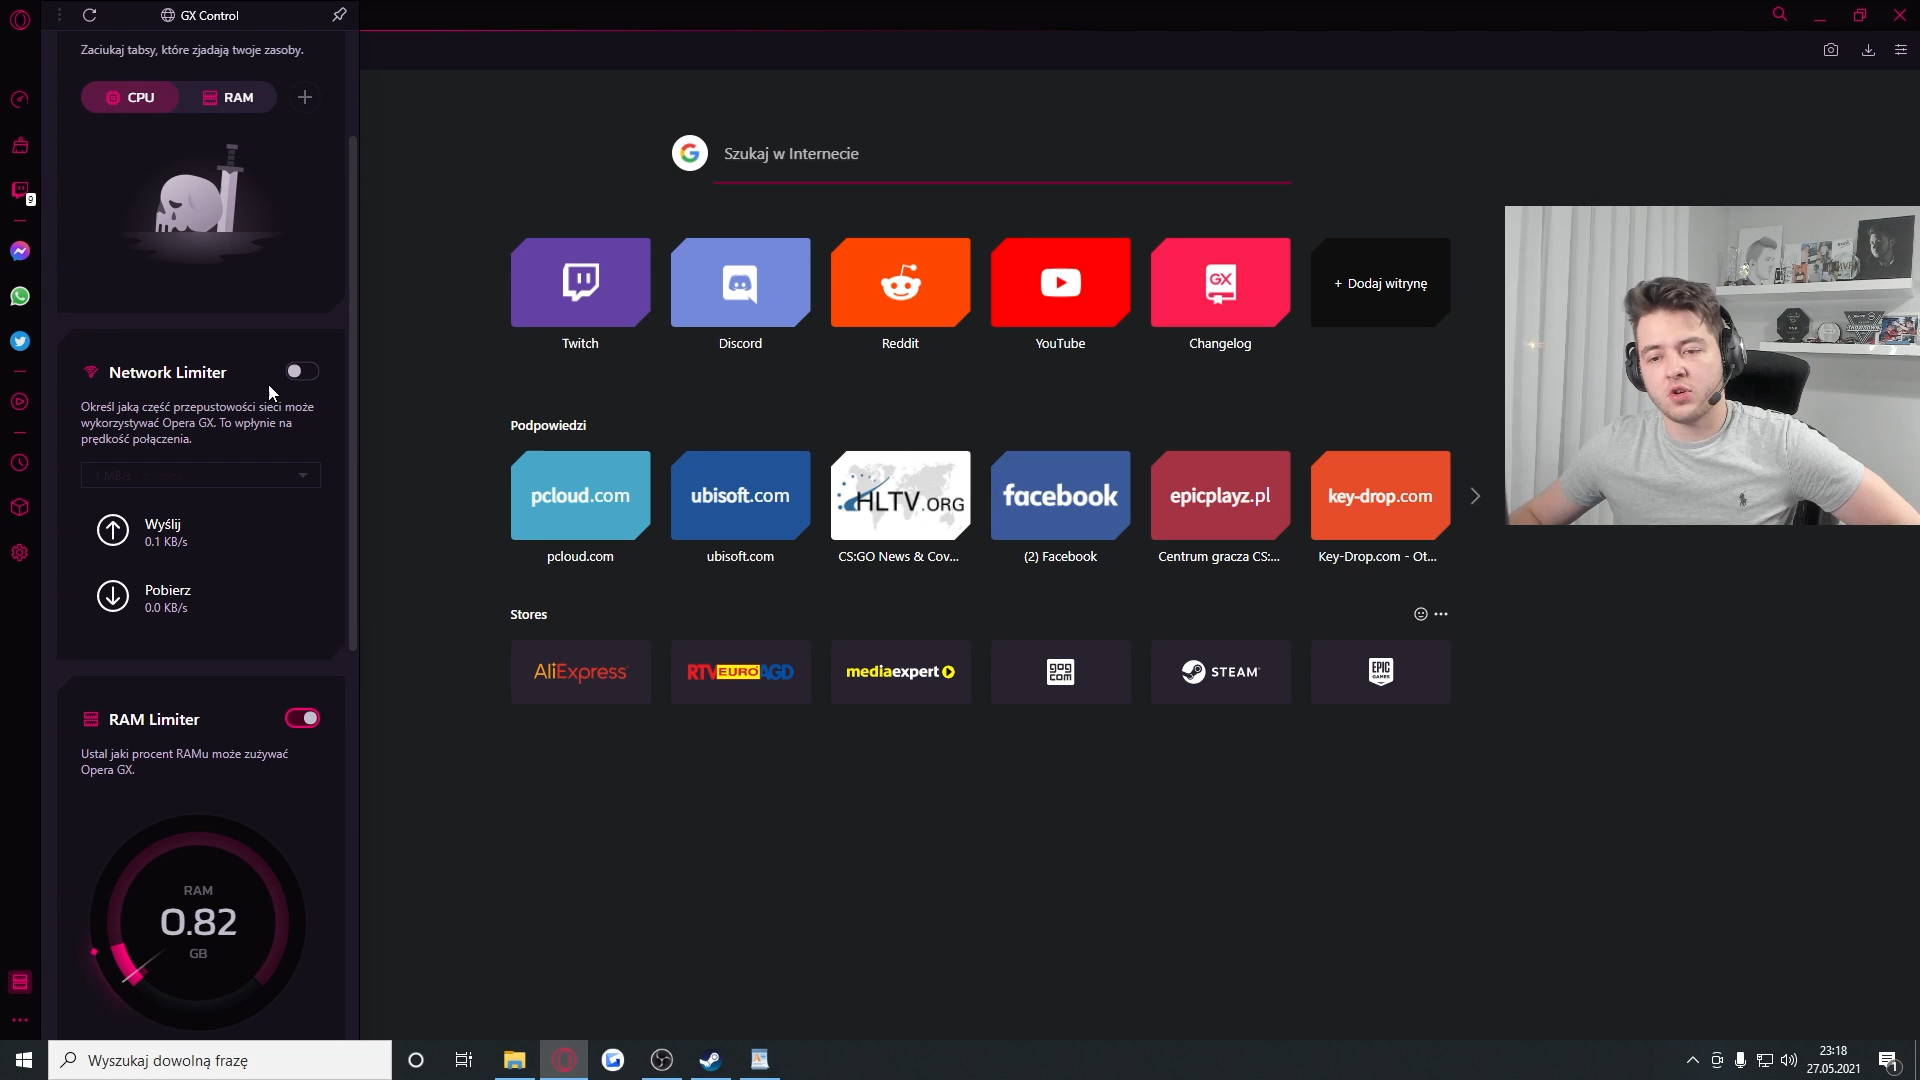 GX Control
Zaciukaj tabsy, które zjadają twoje zasoby.
CPU
RAM
9
Network Limiter
Określ jaką część przepustowości sieci może
wykorzystywać Opera GX. To wpłynie na
prędkość połączenia.
1 MB/s
Wyślij
0.1 KB/s
Pobierz
0.0 KB/s
RAM Limiter
Ustal jaki procent RAMu może zużywać
Opera GX.
RAM
0.82
GB
Szukaj w Internecie
GX
+ Dodaj witrynę
Twitch
Discord
Reddit
YouTube
Changelog
Podpowiedzi
pcloud.com
ubisoft.com
HLTV.ORG
facebook
epicplayz.pl
key-drop.com
pcloud.com
ubisoft.com
CS:GO News & Cov...
(2) Facebook
Centrum gracza CS:...
Key-Drop.com - Ot...
Stores
AliExpress
RTV EURO AGD
mediaexpert
GOG COM
STEAM
EPIC GAMES
Wyszukaj dowolną frazę
23:18
27.05.2021
1